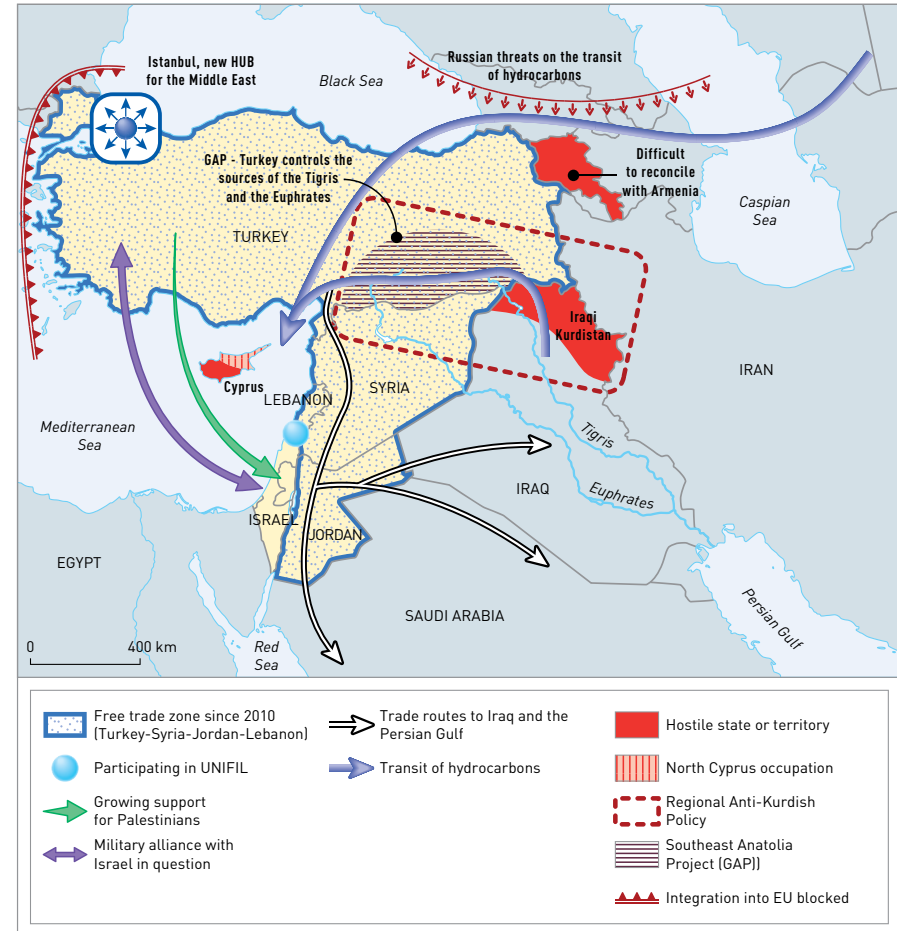 Istanbul, new HUB
for the Middle East
Black Sea
Russian threats on the transit
of hydrocarbons
GAP - Turkey controls the
sources of the Tigris
and the Euphrates
Difficult
to reconcile
with Armenia
Caspian
Sea
TURKEY
Iraqi
Kurdistan
Cyprus
SYRIA
IRAN
LEBANON
Mediterranean
Sea
Tigris
IRAQ
Euphrates
ISRAEL
JORDAN
EGYPT
SAUDI ARABIA
Persian Gulf
Red
Sea
0 400 km
Free trade zone since 2010
(Turkey-Syria-Jordan-Lebanon)
Participating in UNIFIL
Growing support
for Palestinians
Military alliance with
Israel in question
Trade routes to Iraq and the
Persian Gulf
Transit of hydrocarbons
Hostile state or territory
North Cyprus occupation
Regional Anti-Kurdish
Policy
Southeast Anatolia
Project (GAP))
Integration into EU blocked